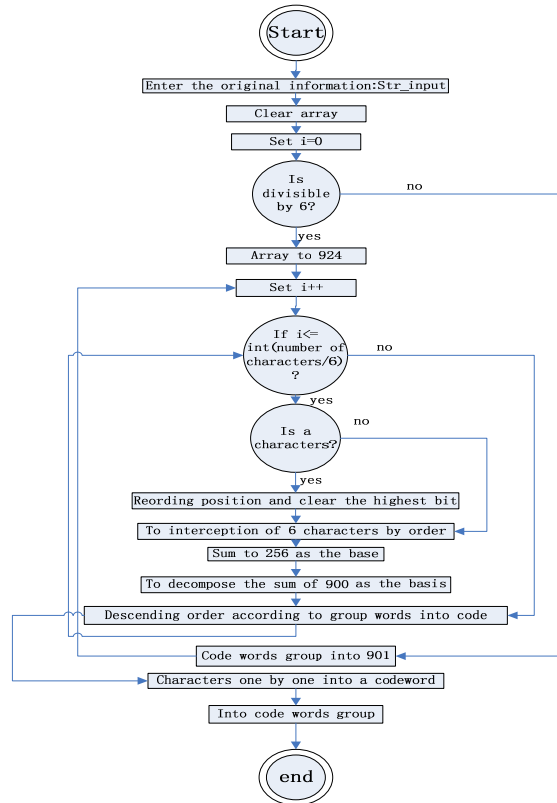 Start
Enter the original information:Str_input
Clear array
Set i=0
Is
divisible
by 6?
no
yes
Array to 924
Set i++
If i<=
int(number of
characters/6)
?
no
yes
Is a
characters?
no
yes
Reording position and clear the highest bit
To interception of 6 characters by order
Sum to 256 as the base
To decompose the sum of 900 as the basis
Descending order according to group words into code
Code words group into 901
Characters one by one into a codeword
Into code words group
end